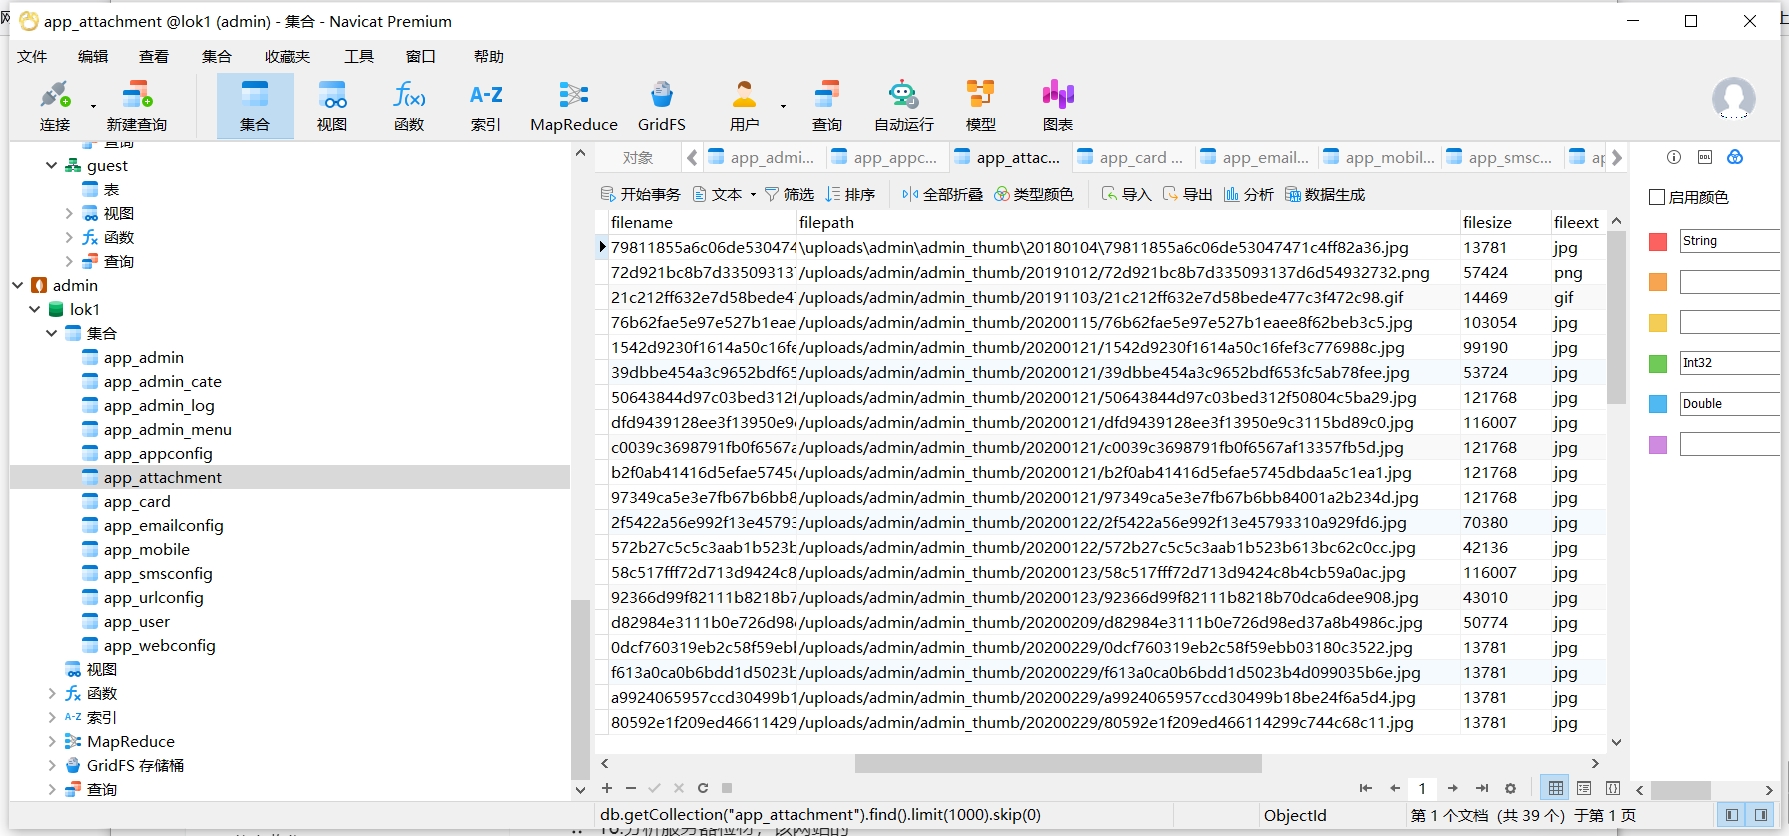 app_attachment @lok1 (admin) - 集合 - Navicat Premium
文件 编辑 查看 集合 收藏夹 工具 窗口 帮助
连接 新建查询 集合 视图 函数 索引 MapReduce GridFS 用户 查询 自动运行 模型 图表
查询
guest
表
视图
函数
查询
admin
lok1
集合
app_admin
app_admin_cate
app_admin_log
app_admin_menu
app_appconfig
app_attachment
app_card
app_emailconfig
app_mobile
app_smsconfig
app_urlconfig
app_user
app_webconfig
视图
函数
索引
MapReduce
GridFS 存储桶
查询
对象 app_admi... app_appc... app_attac... app_card ... app_email... app_mobil... app_smsc...
开始事务 文本 筛选 排序 全部折叠 类型颜色 导入 导出 分析 数据生成
filename filepath filesize fileext
79811855a6c06de530474 \uploads\admin\admin_thumb\20180104\79811855a6c06de53047471c4ff82a36.jpg 13781 jpg
72d921bc8b7d33509313 /uploads/admin/admin_thumb/20191012/72d921bc8b7d335093137d6d54932732.png 57424 png
21c212ff632e7d58bede4 /uploads/admin/admin_thumb/20191103/21c212ff632e7d58bede477c3f472c98.gif 14469 gif
76b62fae5e97e527b1eae /uploads/admin/admin_thumb/20200115/76b62fae5e97e527b1eaee8f62beb3c5.jpg 103054 jpg
1542d9230f1614a50c16f /uploads/admin/admin_thumb/20200121/1542d9230f1614a50c16fef3c776988c.jpg 99190 jpg
39dbbe454a3c9652bdf65 /uploads/admin/admin_thumb/20200121/39dbbe454a3c9652bdf653fc5ab78fee.jpg 53724 jpg
50643844d97c03bed312f /uploads/admin/admin_thumb/20200121/50643844d97c03bed312f50804c5ba29.jpg 121768 jpg
dfd9439128ee3f13950e9 /uploads/admin/admin_thumb/20200121/dfd9439128ee3f13950e9c3115bd89c0.jpg 116007 jpg
c0039c3698791fb0f6567a /uploads/admin/admin_thumb/20200121/c0039c3698791fb0f6567af13357fb5d.jpg 121768 jpg
b2f0ab41416d5efae5745 /uploads/admin/admin_thumb/20200121/b2f0ab41416d5efae5745dbdaa5c1ea1.jpg 121768 jpg
97349ca5e3e7fb67b6bb8 /uploads/admin/admin_thumb/20200121/97349ca5e3e7fb67b6bb84001a2b234d.jpg 121768 jpg
2f5422a56e992f13e45793 /uploads/admin/admin_thumb/20200122/2f5422a56e992f13e45793310a929fd6.jpg 70380 jpg
572b27c5c5c3aab1b523b /uploads/admin/admin_thumb/20200122/572b27c5c5c3aab1b523b613bc62c0cc.jpg 42136 jpg
58c517fff72d713d9424c8 /uploads/admin/admin_thumb/20200123/58c517fff72d713d9424c8b4cb59a0ac.jpg 116007 jpg
92366d99f82111b8218b7 /uploads/admin/admin_thumb/20200123/92366d99f82111b8218b70dca6dee908.jpg 43010 jpg
d82984e3111b0e726d98 /uploads/admin/admin_thumb/20200209/d82984e3111b0e726d98ed37a8b4986c.jpg 50774 jpg
0dcf760319eb2c58f59eb /uploads/admin/admin_thumb/20200229/0dcf760319eb2c58f59ebb03180c3522.jpg 13781 jpg
f613a0ca0b6bdd1d5023b /uploads/admin/admin_thumb/20200229/f613a0ca0b6bdd1d5023b4d099035b6e.jpg 13781 jpg
a9924065957ccd30499b1 /uploads/admin/admin_thumb/20200229/a9924065957ccd30499b18be24f6a5d4.jpg 13781 jpg
80592e1f209ed46611429 /uploads/admin/admin_thumb/20200229/80592e1f209ed466114299c744c68c11.jpg 13781 jpg
启用颜色
String
Int32
Double
1
db.getCollection("app_attachment").find().limit(1000).skip(0) ObjectId 第 1 个文档 (共 39 个) 于第 1 页